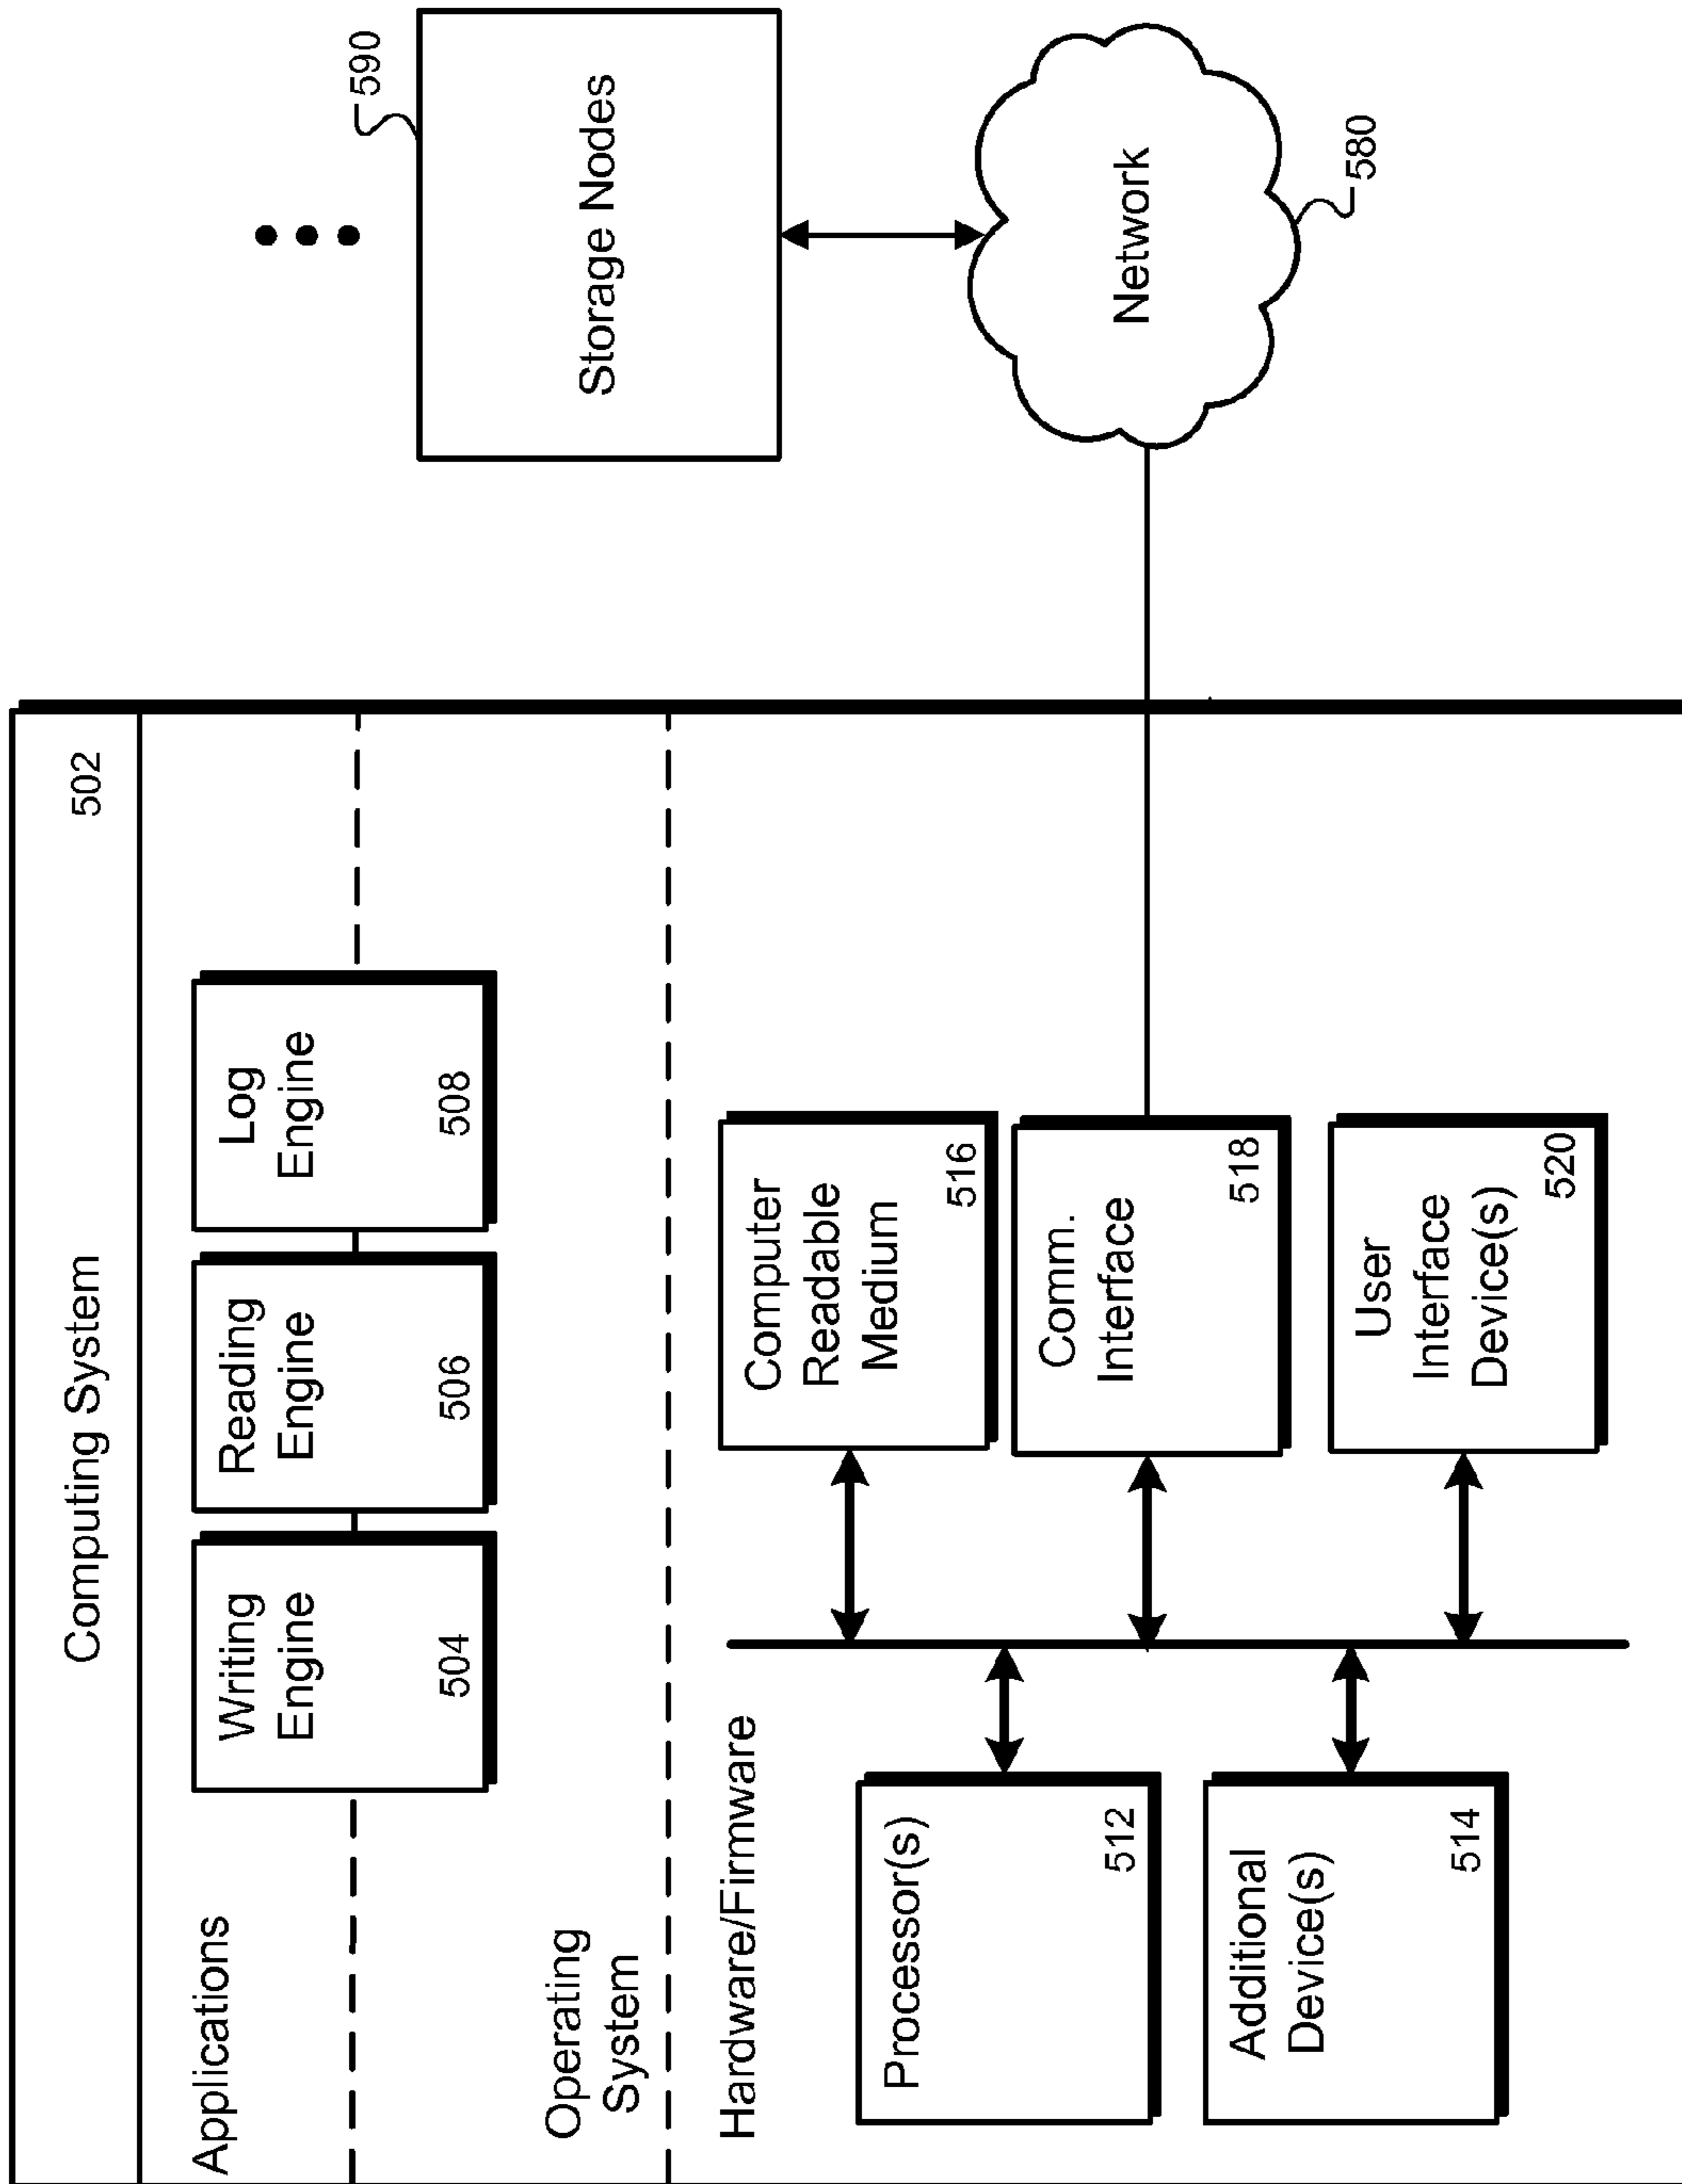 Computing System
502
Applications
Writing
Engine
504
Reading
Engine
506
Log
Engine
508
Operating
System
Hardware/Firmware
Processor(s)
512
Additional
Device(s)
514
Computer
Readable
Medium
516
Comm.
Interface
518
User
Interface
Device(s)
520
590
Storage Nodes
Network
580